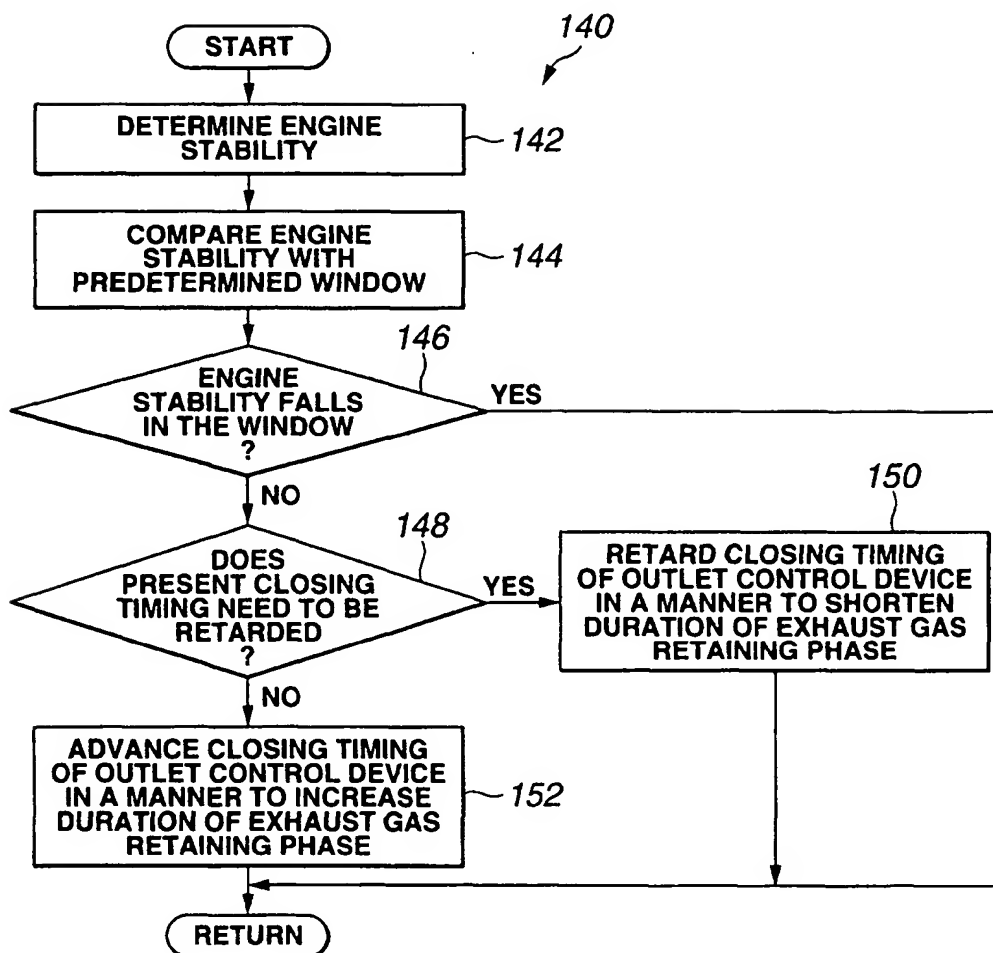 140
START
DETERMINE ENGINE
STABILITY
142
COMPARE ENGINE
STABILITY WITH
PREDETERMINED WINDOW
144
146
ENGINE
STABILITY FALLS
IN THE WINDOW
?
YES
NO
148
DOES
PRESENT CLOSING
TIMING NEED TO BE
RETARDED
?
YES
150
RETARD CLOSING TIMING
OF OUTLET CONTROL DEVICE
IN A MANNER TO SHORTEN
DURATION OF EXHAUST GAS
RETAINING PHASE
NO
ADVANCE CLOSING TIMING
OF OUTLET CONTROL DEVICE
IN A MANNER TO INCREASE
DURATION OF EXHAUST GAS
RETAINING PHASE
152
RETURN